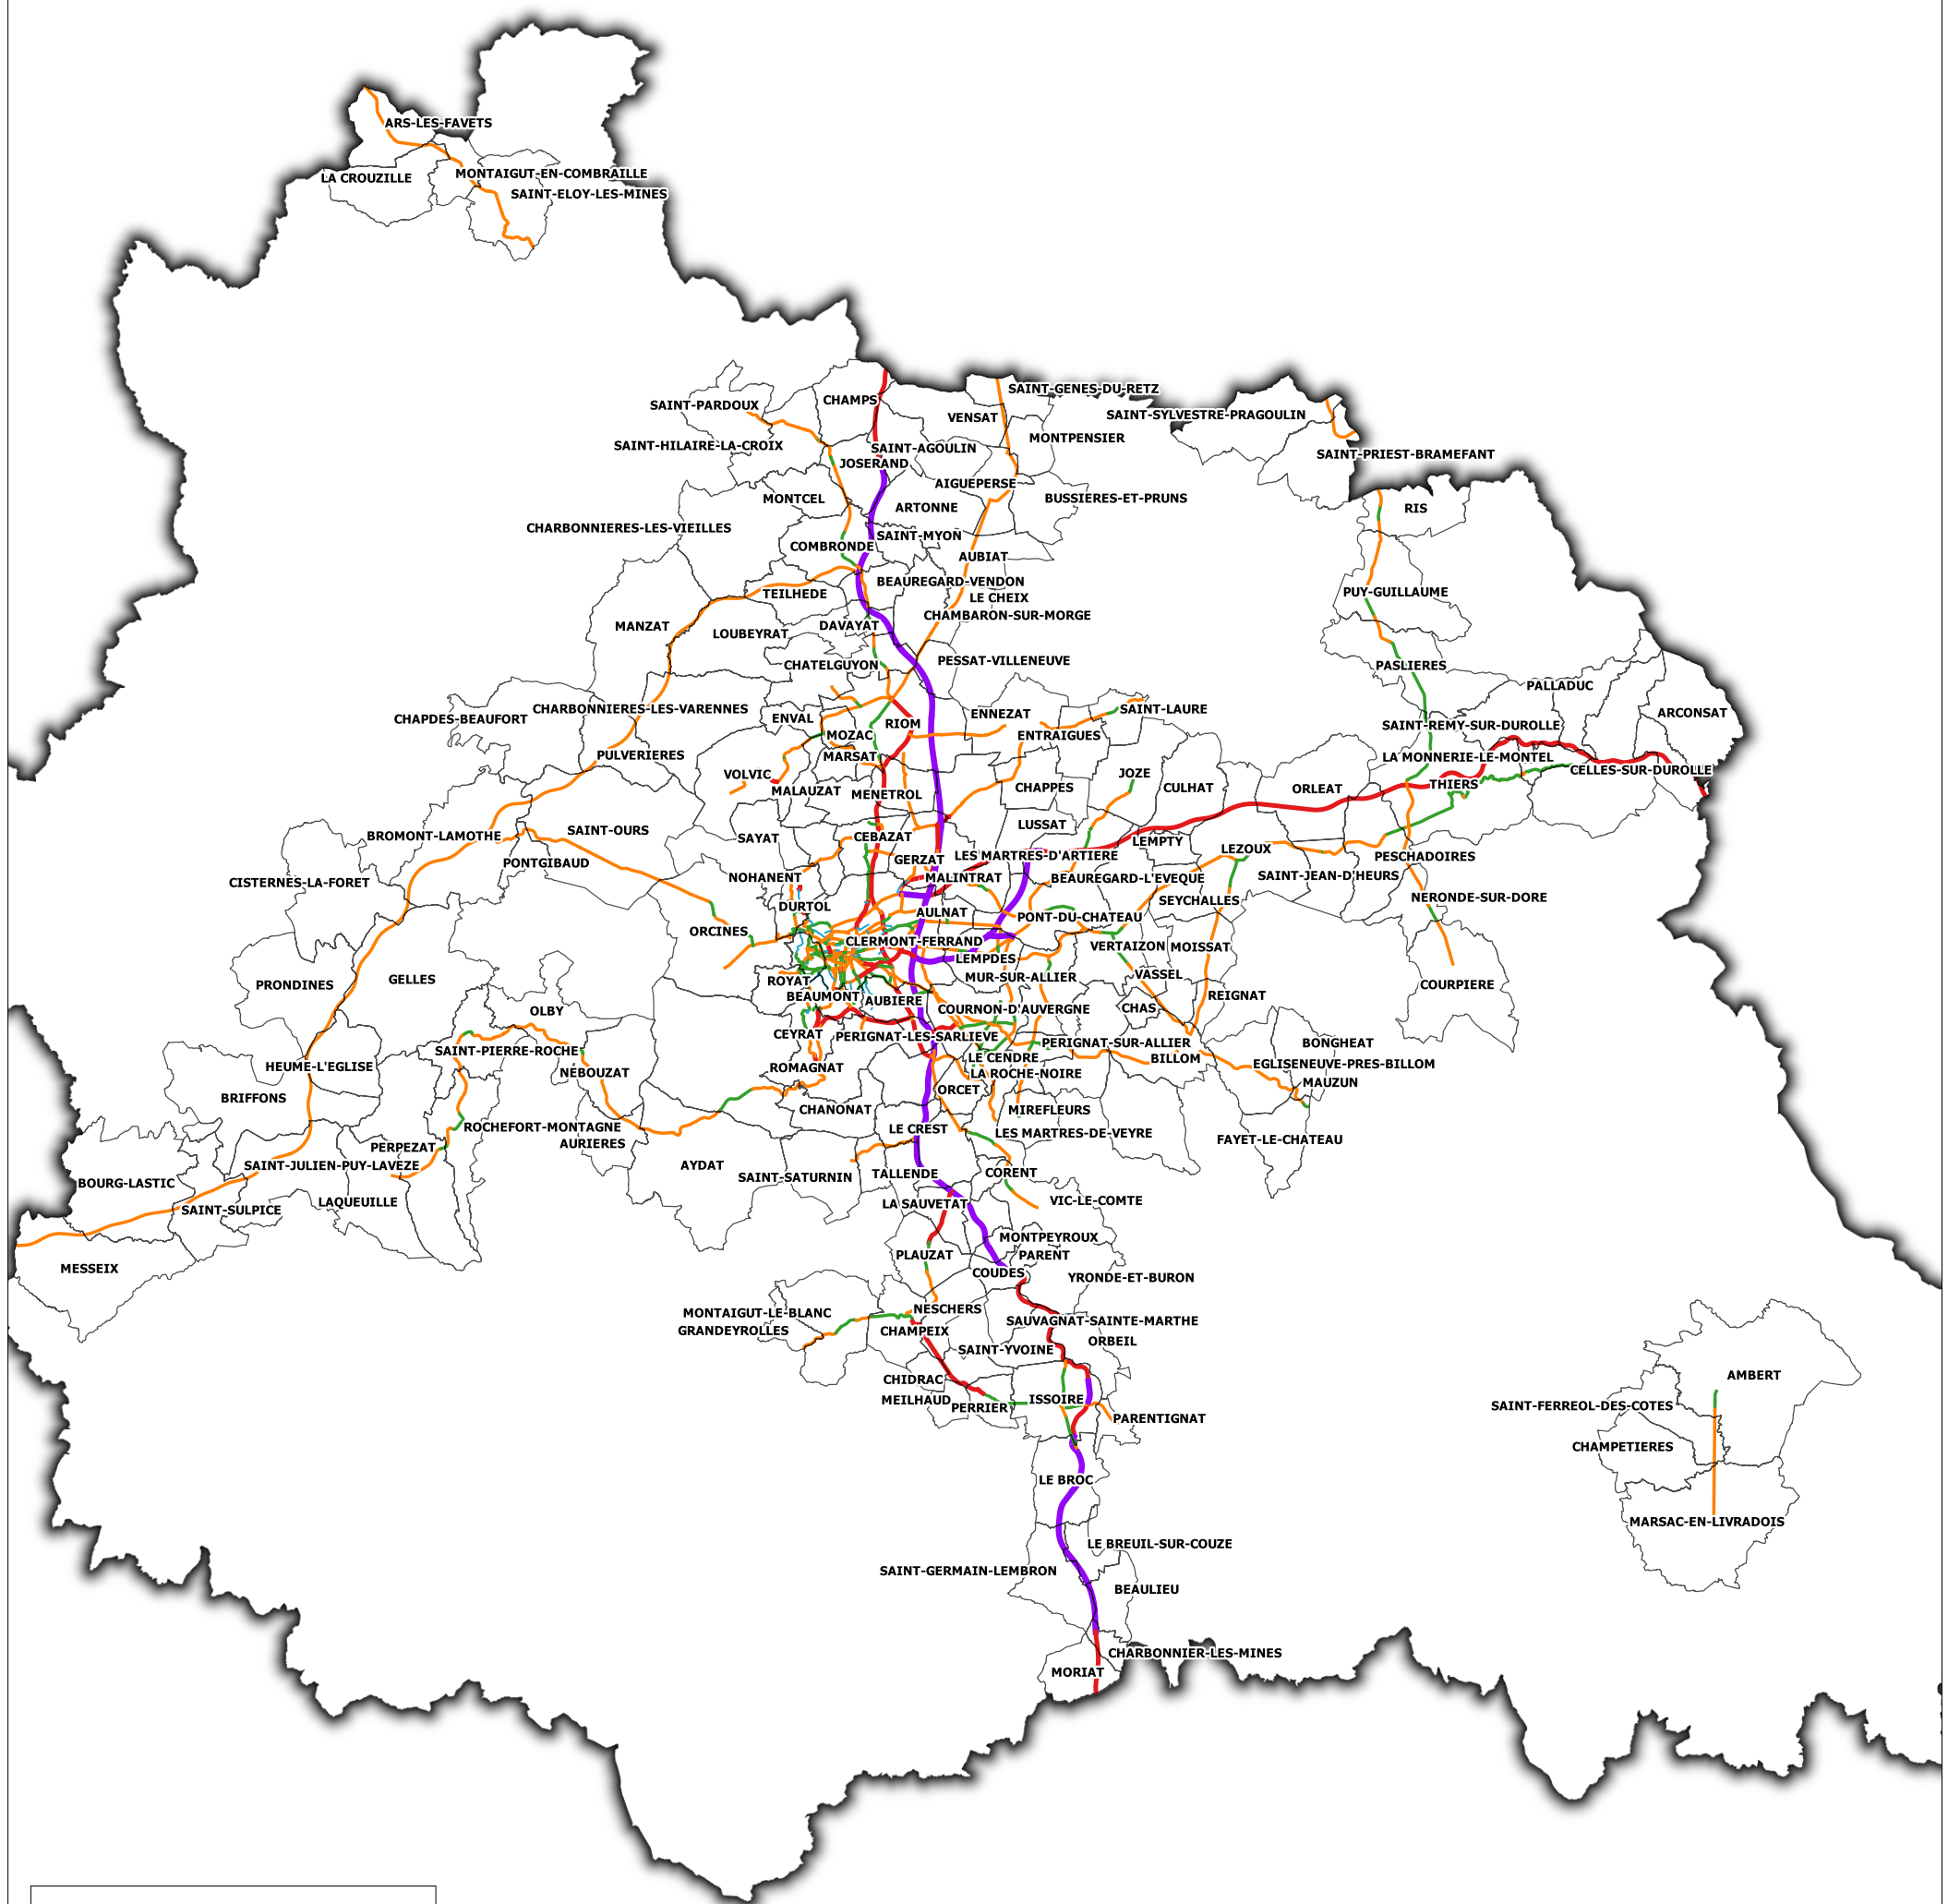 ARS-LES-FAVETS
LA CROUZILLE
MONTAIGUT-EN-COMBRAILLE
SAINT-ELOY-LES-MINES
SAINT-GENES-DU-RETZ
CHAMPS
SAINT-PARDOUX
SAINT-SYLVESTRE-PRAGOULIN
VENSAT
MONTPENSIER
SAINT-HILAIRE-LA-CROIX
SAINT-AGOULIN
SAINT-PRIEST-BRAMEFANT
JOSERAND
AIGUEPERSE
MONTCEL
BUSSIERES-ET-PRUNS
ARTONNE
RIS
CHARBONNIERES-LES-VIEILLES
SAINT-MYON
COMBRONDE
AUBIAT
BEAUREGARD-VENDON
TEILHEDE
PUY-GUILLAUME
LE CHEIX
CHAMBARON-SUR-MORGE
MANZAT
DAVAYAT
LOUBEYRAT
PESSAT-VILLENEUVE
CHATELGUYON
PASLIERES
PALLADUC
CHARBONNIERES-LES-VARENNES
SAINT-LAURE
ARCONSAT
ENNEZAT
CHAPDES-BEAUFORT
ENVAL
RIOM
SAINT-REMY-SUR-DUROLLE
MOZAC
ENTRAIGUES
PULVERIERES
MARSAT
LA MONNERIE-LE-MONTEL
CELLES-SUR-DUROLLE
VOLVIC
JOZE
THIERS
MALAUZAT
MENETROL
CHAPPES
CULHAT
ORLEAT
LUSSAT
SAINT-OURS
BROMONT-LAMOTHE
SAYAT
CEBAZAT
LEMPTY
LEZOUX
PONTGIBAUD
GERZAT
LES MARTRES-D'ARTIERE
PESCHADOIRES
SAINT-JEAN-D'HEURS
NOHANENT
MALINTRAT
BEAUREGARD-L'EVEQUE
CISTERNES-LA-FORET
NERONDE-SUR-DORE
SEYCHALLES
DURTOL
AULNAT
PONT-DU-CHATEAU
ORCINES
CLERMONT-FERRAND
VERTAIZON
MOISSAT
LEMPDES
VASSEL
MUR-SUR-ALLIER
GELLES
ROYAT
PRONDINES
COURPIERE
BEAUMONT
AUBIERE
REIGNAT
OLBY
COURNON-D'AUVERGNE
CHAS
CEYRAT
PERIGNAT-LES-SARLIEVE
PERIGNAT-SUR-ALLIER
BONGHEAT
SAINT-PIERRE-ROCHE
LE CENDRE
BILLOM
EGLISENEUVE-PRES-BILLOM
HEUME-L'EGLISE
ROMAGNAT
NEBOUZAT
LA ROCHE-NOIRE
MAUZUN
ORCET
BRIFFONS
CHANONAT
MIREFLEURS
ROCHEFORT-MONTAGNE
LE CREST
LES MARTRES-DE-VEYRE
FAYET-LE-CHATEAU
AURIERES
PERPEZAT
SAINT-JULIEN-PUY-LAVEZE
AYDAT
SAINT-SATURNIN
TALLENDE
CORENT
BOURG-LASTIC
LAQUEUILLE
SAINT-SULPICE
LA SAUVETAT
VIC-LE-COMTE
MONTPEYROUX
PLAUZAT
PARENT
MESSEIX
COUDES
YRONDE-ET-BURON
MONTAIGUT-LE-BLANC
NESCHERS
SAUVAGNAT-SAINTE-MARTHE
GRANDEYROLLES
CHAMPEIX
ORBEIL
SAINT-YVOINE
CHIDRAC
AMBERT
MEILHAUD
ISSOIRE
PERRIER
SAINT-FERREOL-DES-COTES
PARENTIGNAT
CHAMPETIERES
LE BROC
MARSAC-EN-LIVRADOIS
LE BREUIL-SUR-COUZE
SAINT-GERMAIN-LEMBRON
BEAULIEU
CHARBONNIER-LES-MINES
MORIAT